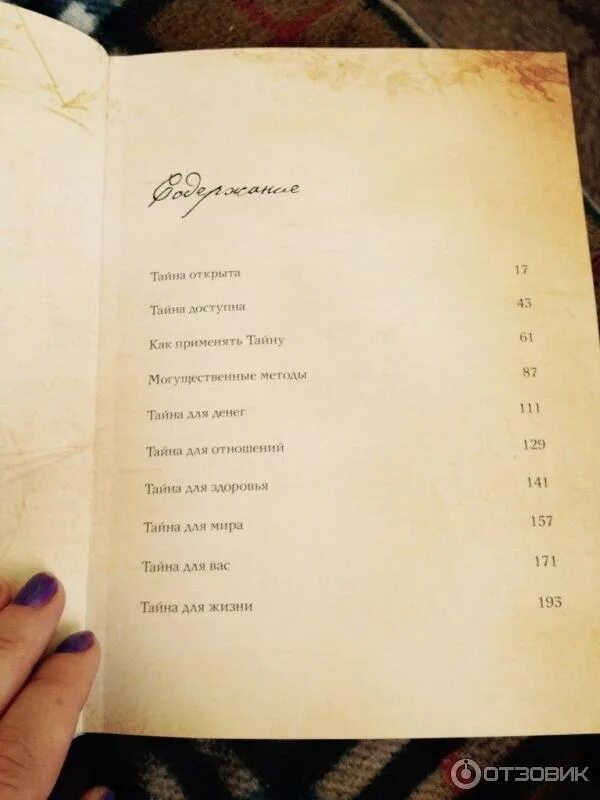 Содержание
Тайна открыта 17
Тайна доступна 43
Как применять Тайну 61
Могущественные методы 87
Тайна для денег 111
Тайна для отношений 129
Тайна для здоровья 141
Тайна для мира 157
Тайна для вас 171
Тайна для жизни 193
ОТЗОВИК